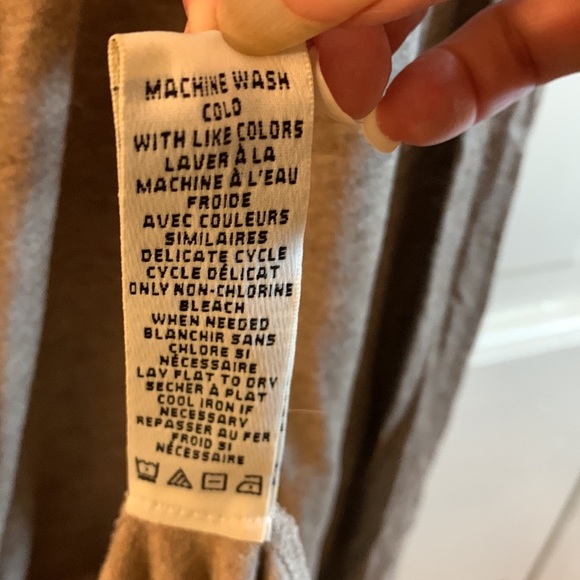 MACHINE WASH
COLD
WITH LIKE COLORS
LAVER À LA
MACHINE À L'EAU
FROIDE
AVEC COULEURS
SIMILAIRES
DELICATE CYCLE
CYCLE DÉLICAT
ONLY NON-CHLORINE
BLEACH
WHEN NEEDED
BLANCHIR SANS
CHLORE SI
NÉCESSAIRE
LAY FLAT TO DRY
SÉCHER À PLAT
COOL IRON IF
NECESSARY
REPASSER AU FER
FROID SI
NÉCESSAIRE